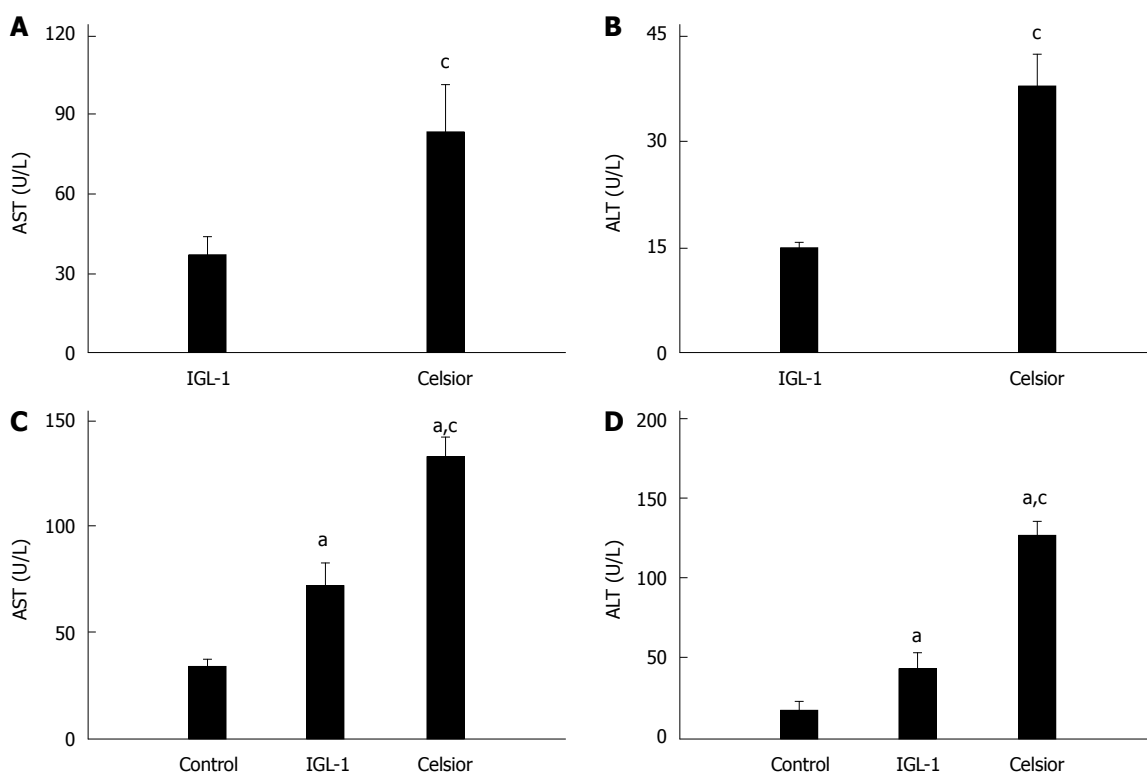 A
AST (U/L)
120
90
60
30
0
c
IGL-1 Celsior
B
ALT (U/L)
45
30
15
0
c
IGL-1 Celsior
C
AST (U/L)
150
100
50
0
a
a,c
Control IGL-1 Celsior
D
ALT (U/L)
200
150
100
50
0
a
a,c
Control IGL-1 Celsior